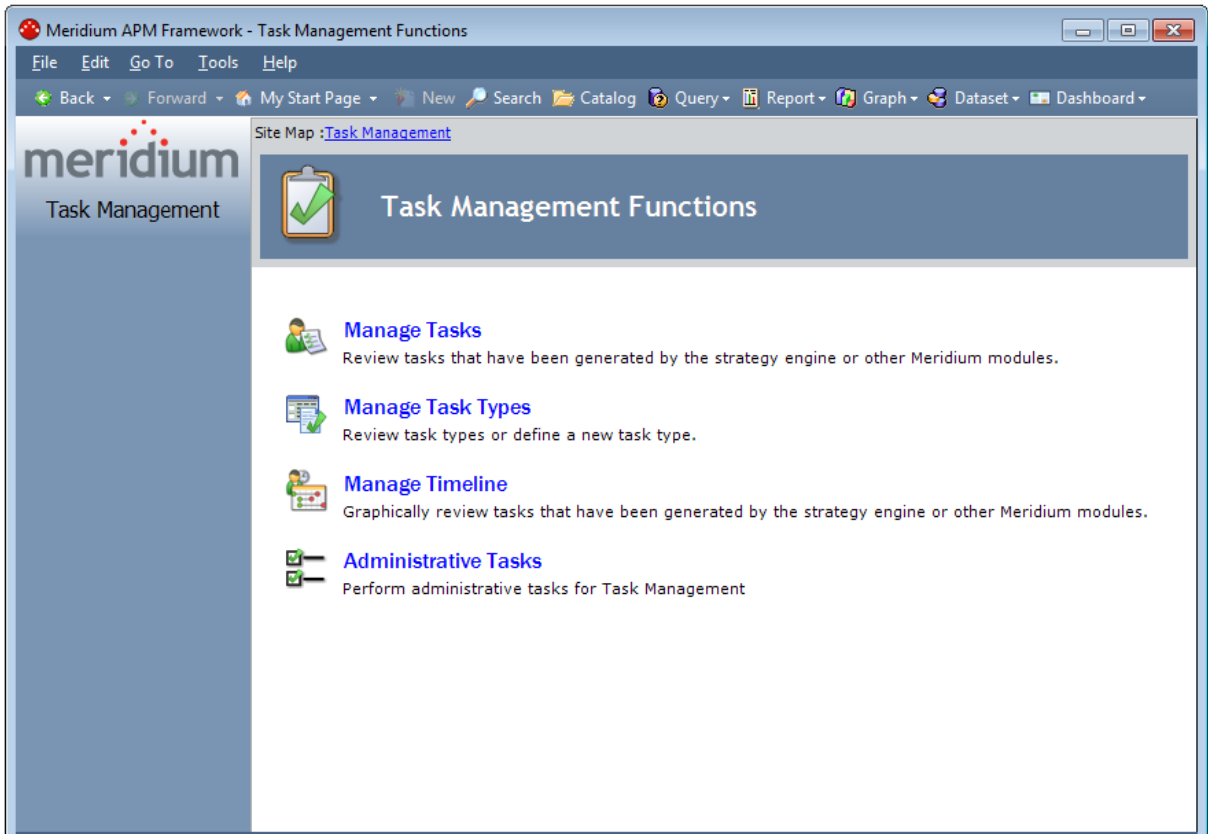 Meridium APM Framework - Task Management Functions
File Edit Go To Tools Help
Back Forward My Start Page New Search Catalog Query Report Graph Dataset Dashboard
meridium
Task Management
Site Map :Task Management
Task Management Functions
Manage Tasks
Review tasks that have been generated by the strategy engine or other Meridium modules.
Manage Task Types
Review task types or define a new task type.
Manage Timeline
Graphically review tasks that have been generated by the strategy engine or other Meridium modules.
Administrative Tasks
Perform administrative tasks for Task Management